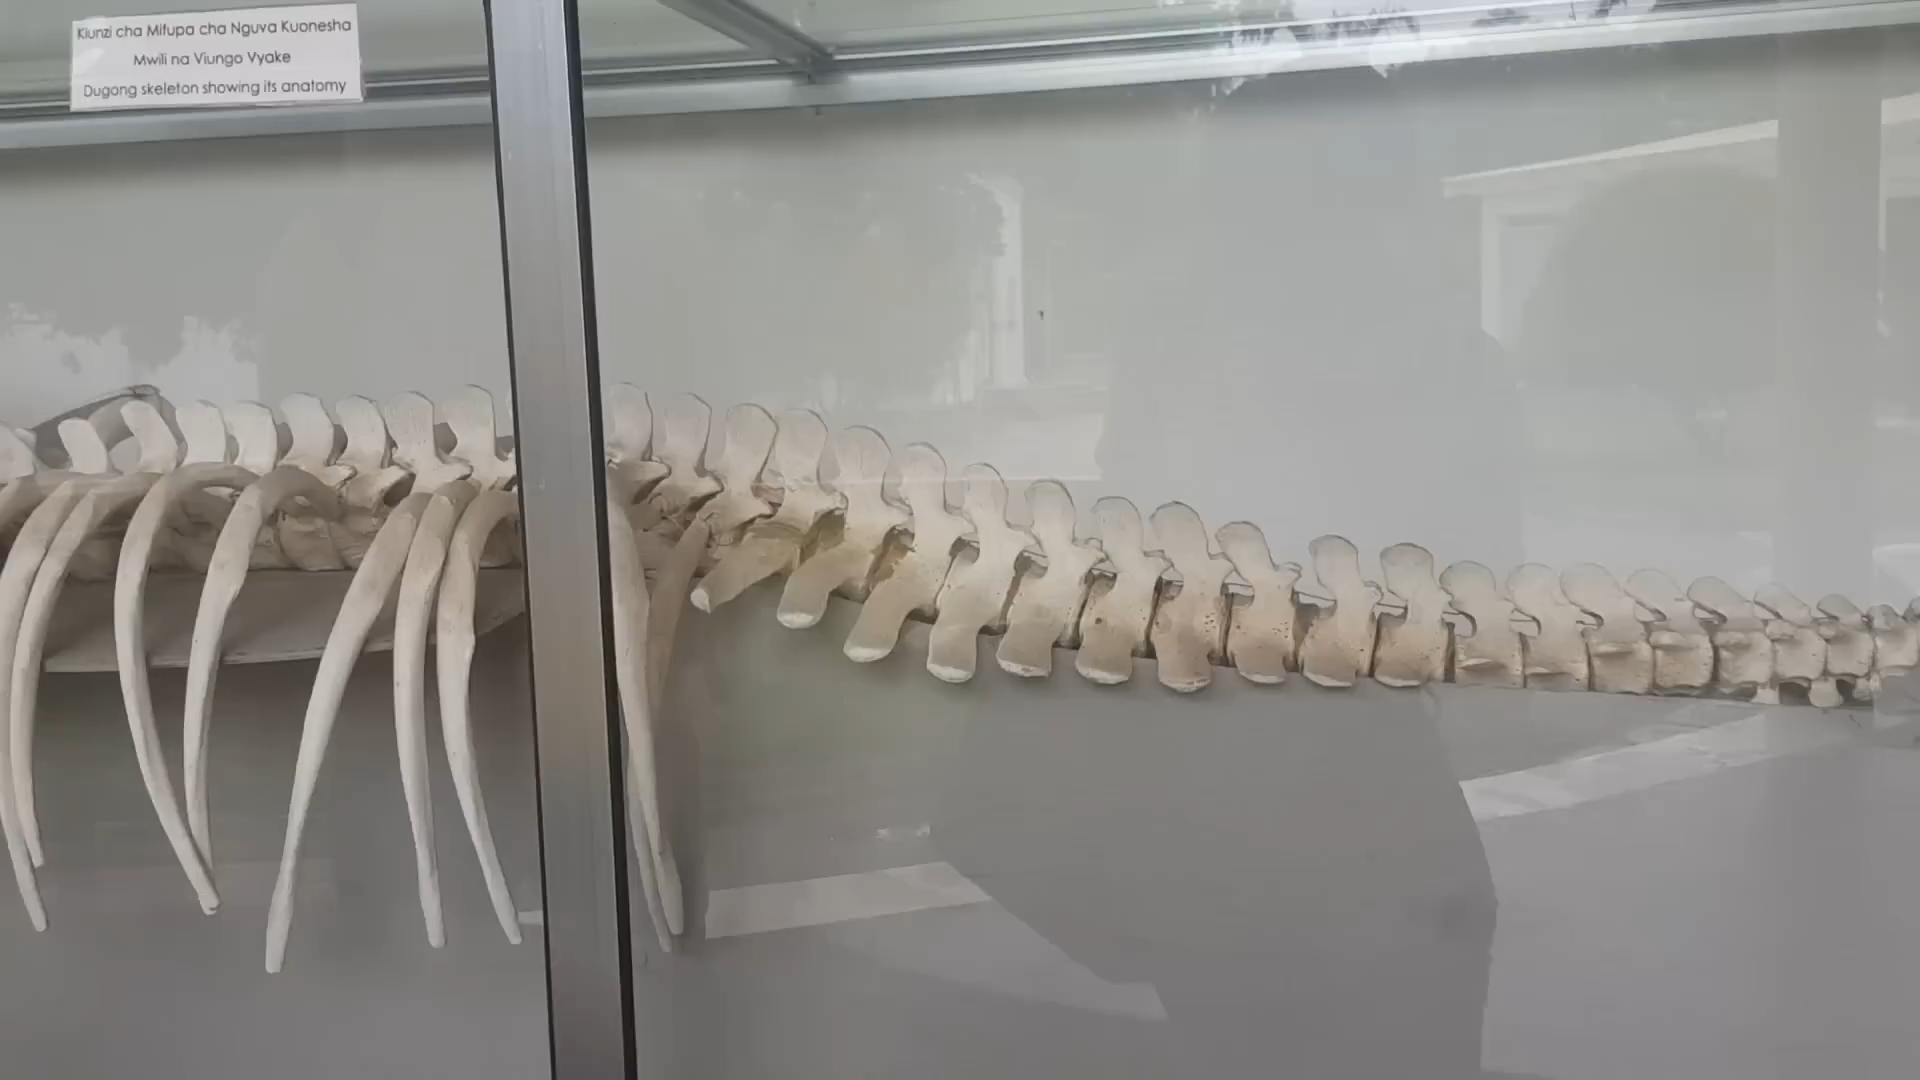 Kiunzi cha Mifupa cha Nguva Kuonesha
Mwili na Viungo Vyake
Dugong skeleton showing its anatomy